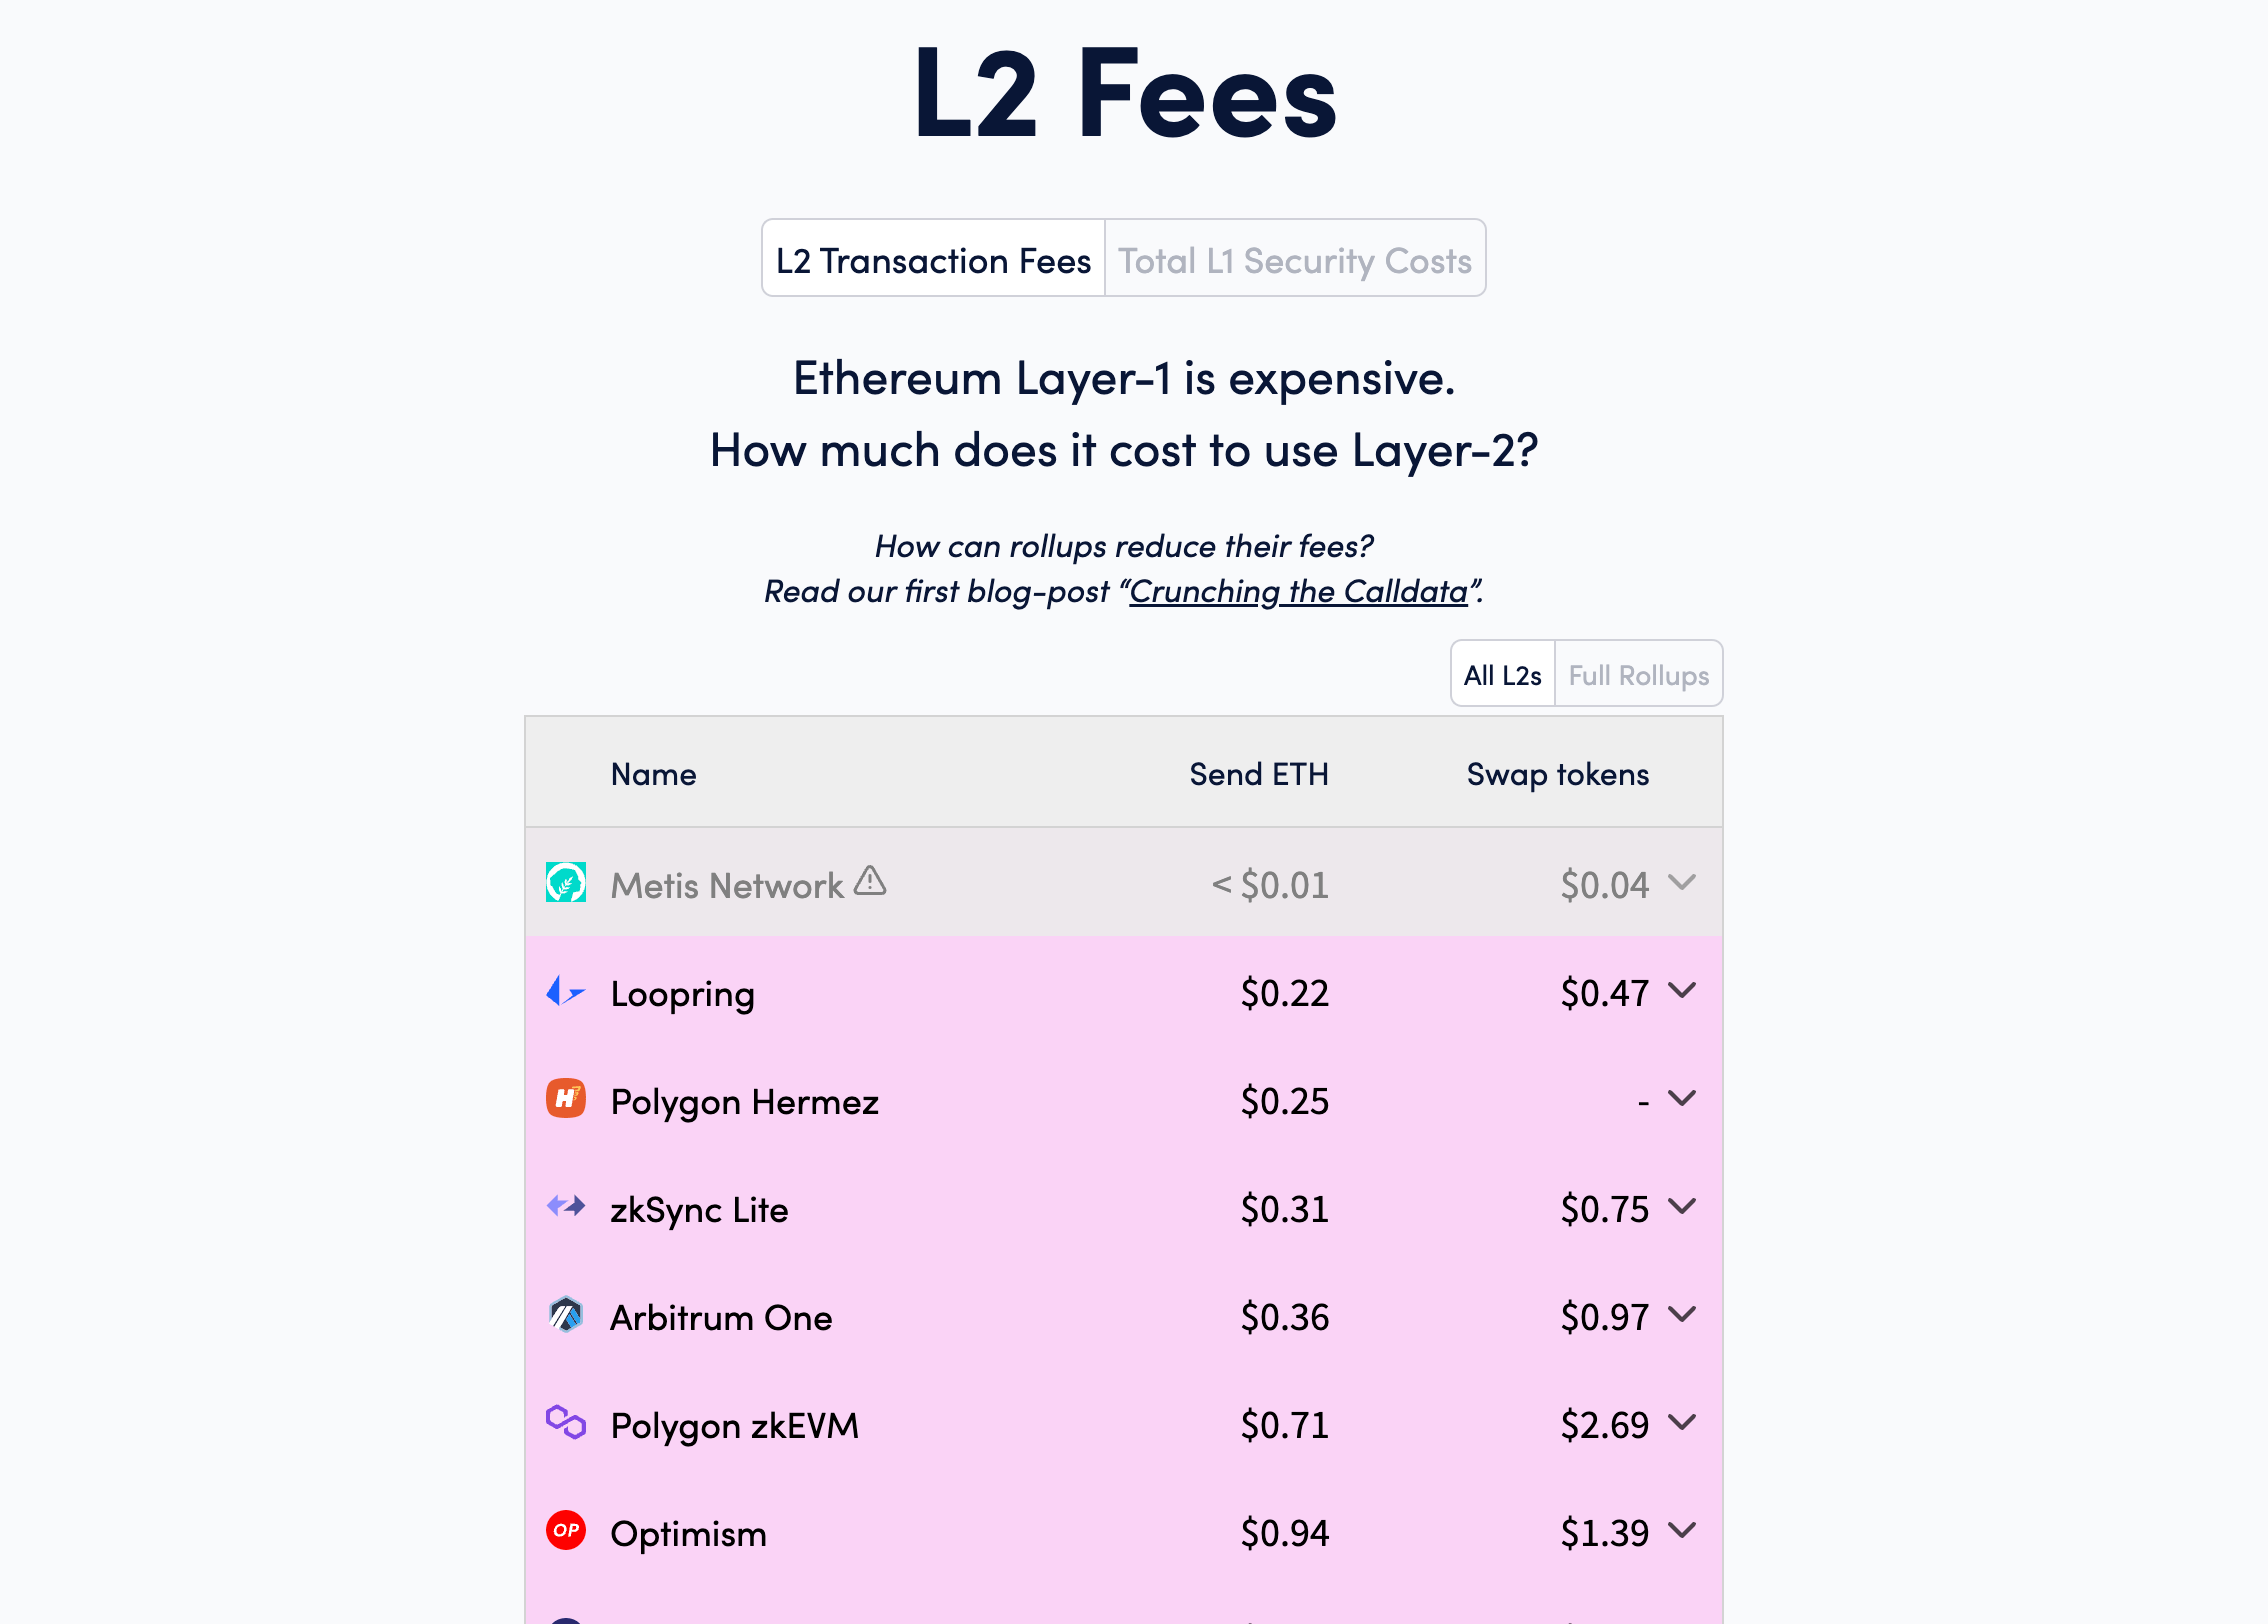 L2 Fees
L2 Transaction Fees Total L1 Security Costs
Ethereum Layer-1 is expensive.
How much does it cost to use Layer-2?
How can rollups reduce their fees?
Read our first blog-post “Crunching the Calldata”.
All L2s Full Rollups
Name Send ETH Swap tokens
Metis Network < $0.01 $0.04
Loopring $0.22 $0.47
H Polygon Hermez $0.25 -
zkSync Lite $0.31 $0.75
Arbitrum One $0.36 $0.97
Polygon zkEVM $0.71 $2.69
OP Optimism $0.94 $1.39